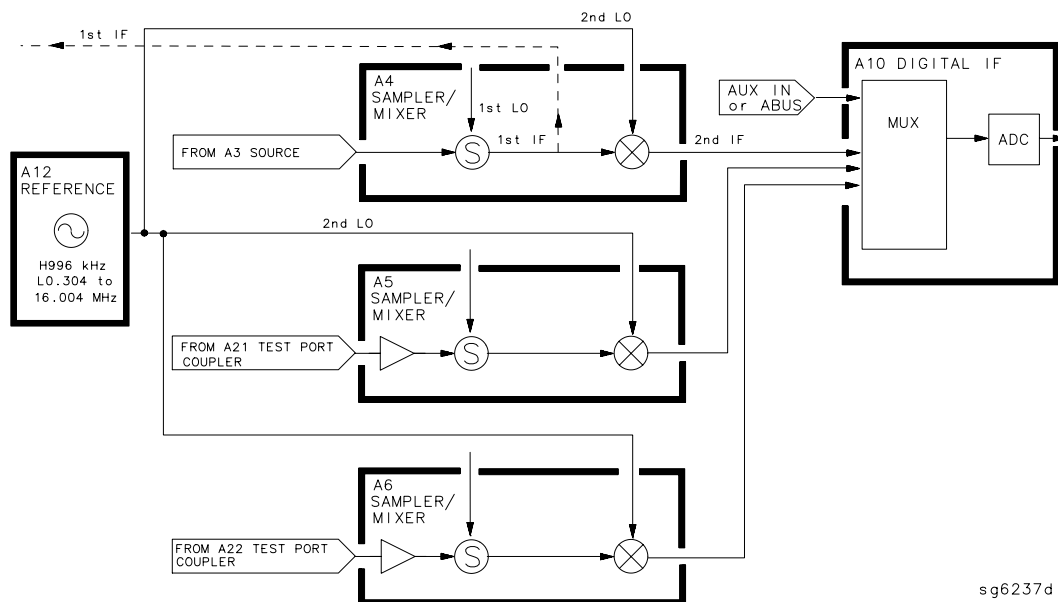 2nd LO
1st IF
A4
SAMPLER/
MIXER
1st LO
FROM A3 SOURCE
S
1st IF
2nd IF
AUX IN
or ABUS
A10 DIGITAL IF
MUX
ADC
A12
REFERENCE
H996 kHz
L0.304 to
16.004 MHz
2nd LO
A5
SAMPLER/
MIXER
FROM A21 TEST PORT
COUPLER
S
A6
SAMPLER/
MIXER
FROM A22 TEST PORT
COUPLER
S
sg6237d